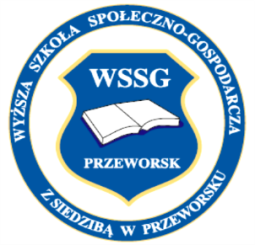 WYŻSZA SZKOŁA SPOŁECZNO-GOSPODARCZA
WSSG
PRZEWORSK
Z SIEDZIBĄ W PRZEWORSKU